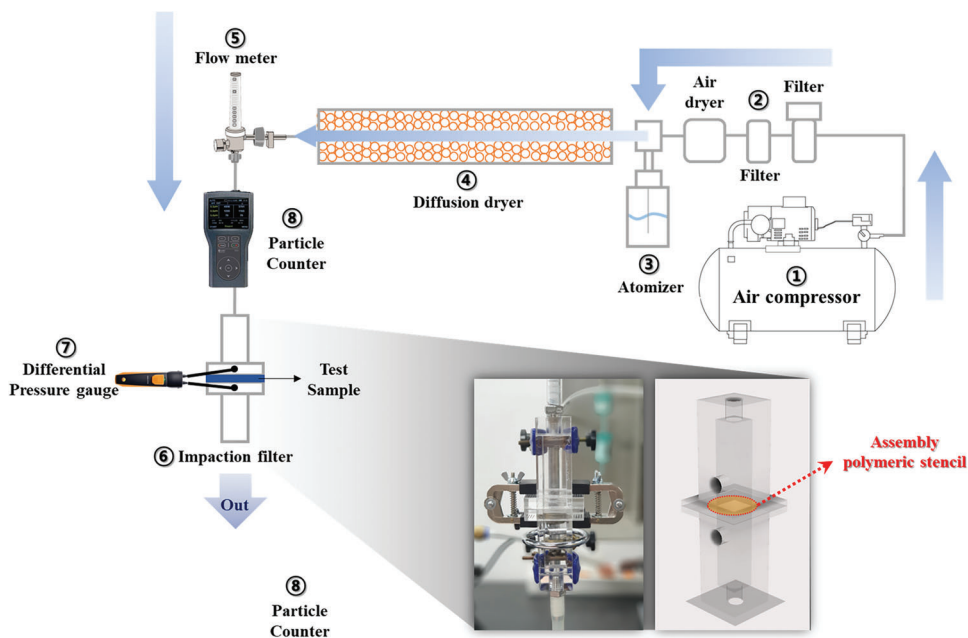 ⑤
Flow meter
Air
dryer
②
Filter
Filter
④
Diffusion dryer
③
Atomizer
①
Air compressor
⑧
Particle
Counter
⑦
Differential
Pressure gauge
Test
Sample
⑥ Impaction filter
Out
Assembly
polymeric stencil
⑧
Particle
Counter